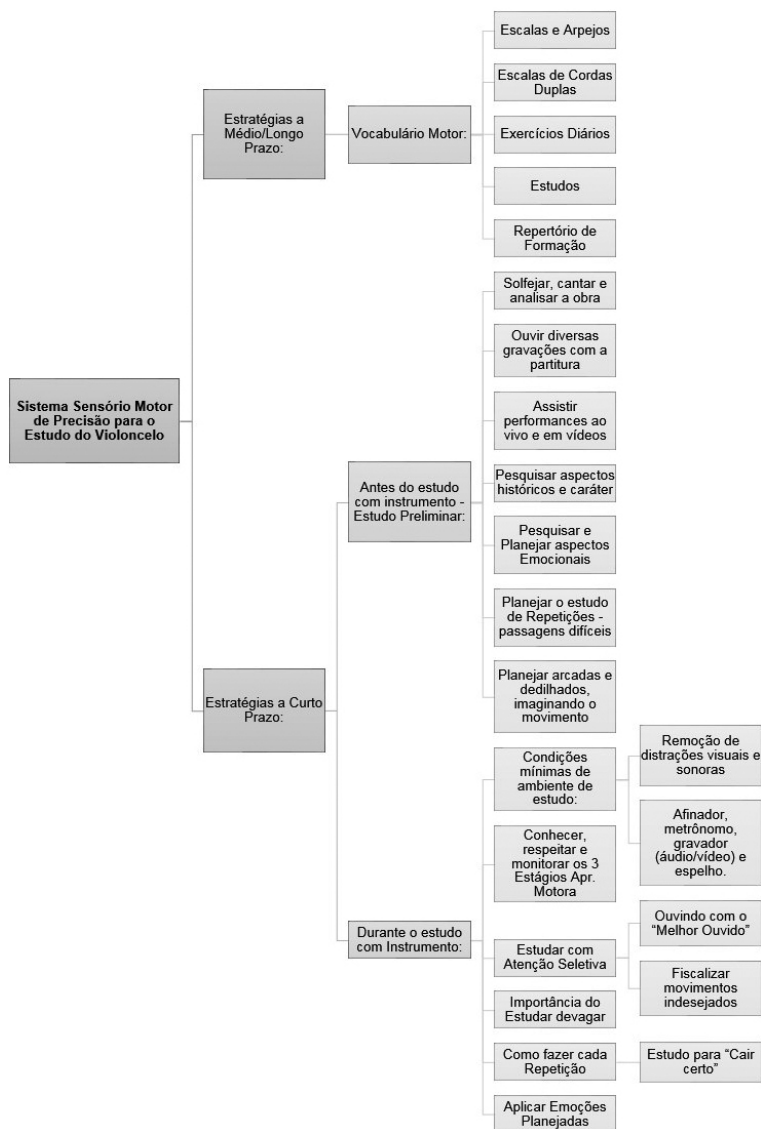 Sistema Sensório Motor
de Precisão para o
Estudo do Violoncelo
Estratégias a
Médio/Longo
Prazo:
Vocabulário Motor:
Escalas e Arpejos
Escalas de Cordas
Duplas
Exercícios Diários
Estudos
Repertório de
Formação
Estratégias a Curto
Prazo:
Antes do estudo
com instrumento -
Estudo Preliminar:
Solfejar, cantar e
analisar a obra
Ouvir diversas
gravações com a
partitura
Assistir
performances ao
vivo e em vídeos
Pesquisar aspectos
históricos e caráter
Pesquisar e
Planejar aspectos
Emocionais
Planejar o estudo
de Repetições -
passagens difíceis
Planejar arcadas e
dedilhados,
imaginando o
movimento
Durante o estudo
com Instrumento:
Condições
mínimas de
ambiente de
estudo:
Remoção de
distrações visuais e
sonoras
Afinador,
metrônomo,
gravador
(áudio/vídeo) e
espelho.
Conhecer,
respeitar e
monitorar os 3
Estágios Apr.
Motora
Estudar com
Atenção Seletiva
Ouvindo com o
“Melhor Ouvido”
Fiscalizar
movimentos
indesejados
Importância do
Estudar devagar
Como fazer cada
Repetição
Estudo para “Cair
certo”
Aplicar Emoções
Planejadas